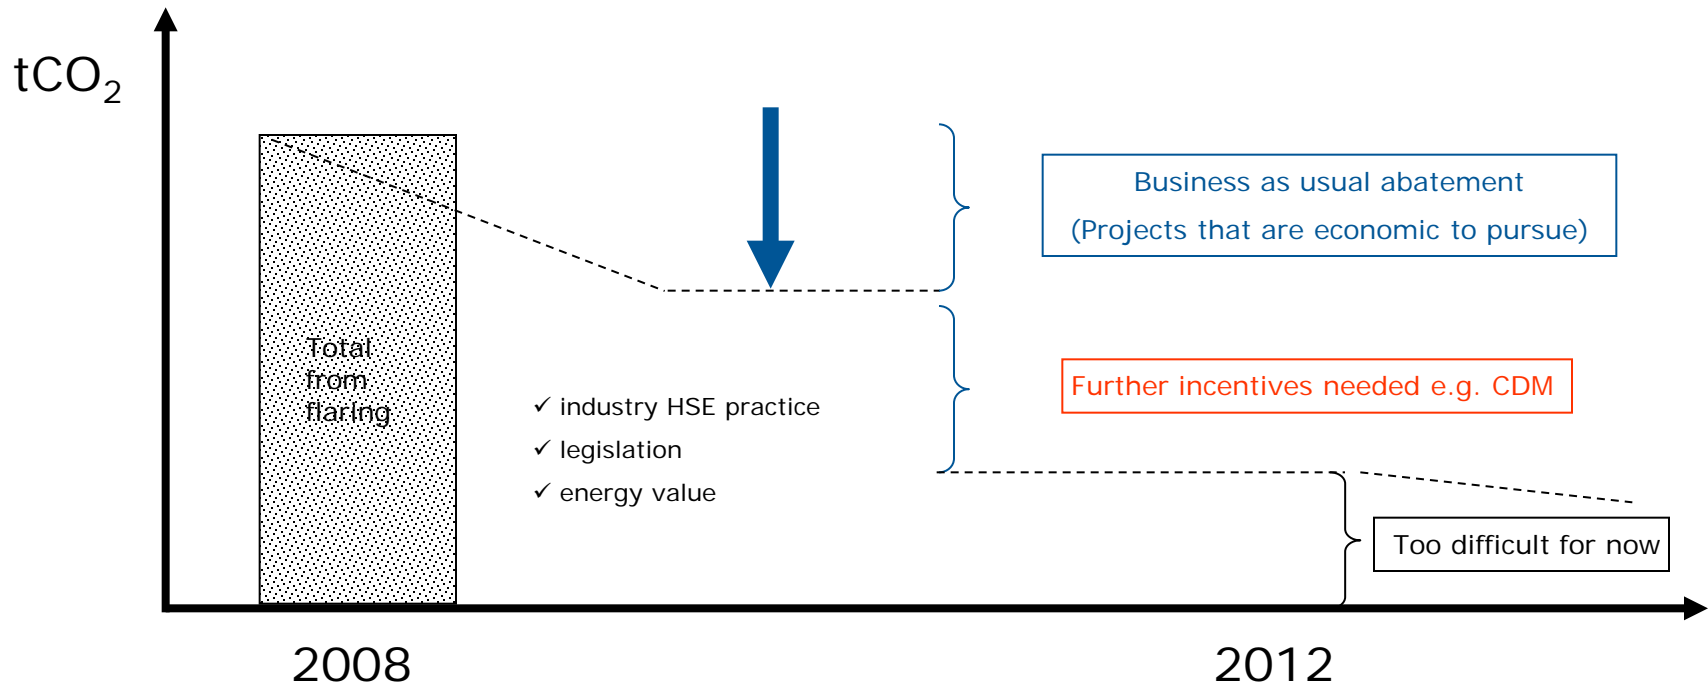 tCO₂
Business as usual abatement
(Projects that are economic to pursue)
Total
from
flaring
Further incentives needed e.g. CDM
✓ industry HSE practice
✓ legislation
✓ energy value
Too difficult for now
2008
2012